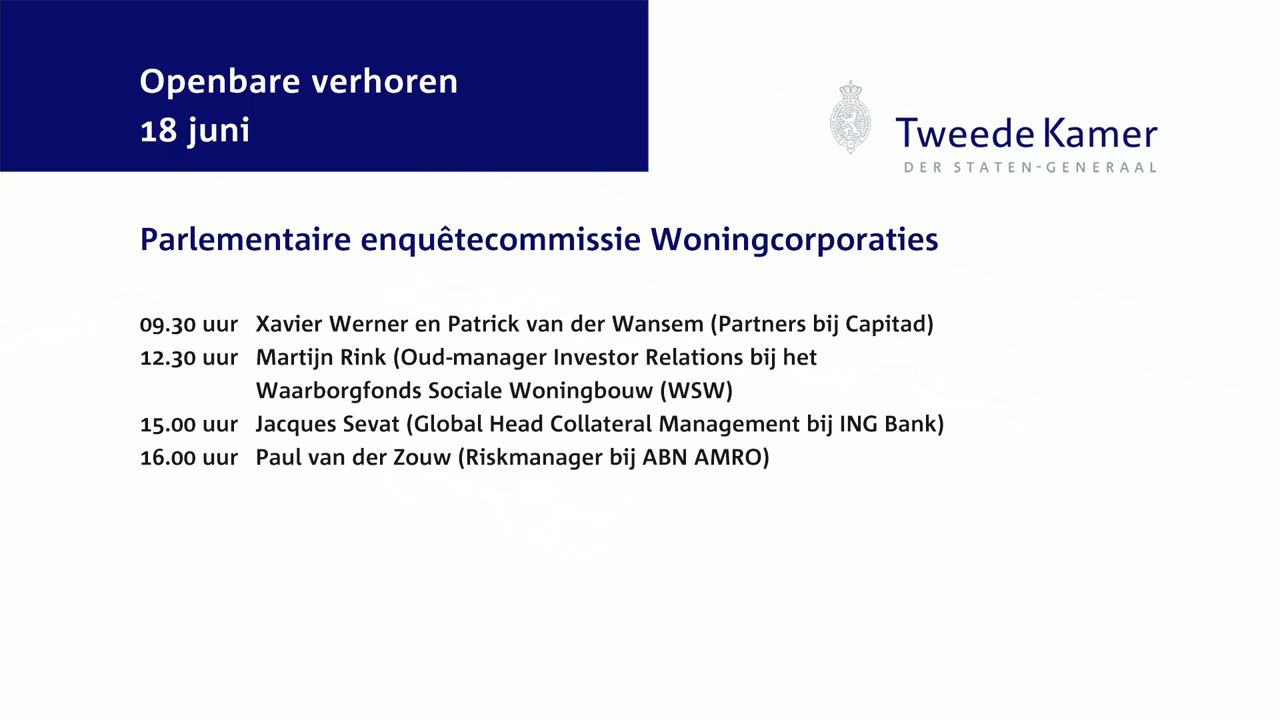 Openbare verhoren
18 juni
Tweede Kamer
DER STATEN-GENERAAL
Parlementaire enquêtecommissie Woningcorporaties
09.30 uur Xavier Werner en Patrick van der Wansem (Partners bij Capitad)
12.30 uur Martijn Rink (Oud-manager Investor Relations bij het
Waarborgfonds Sociale Woningbouw (WSW)
15.00 uur Jacques Sevat (Global Head Collateral Management bij ING Bank)
16.00 uur Paul van der Zouw (Riskmanager bij ABN AMRO)